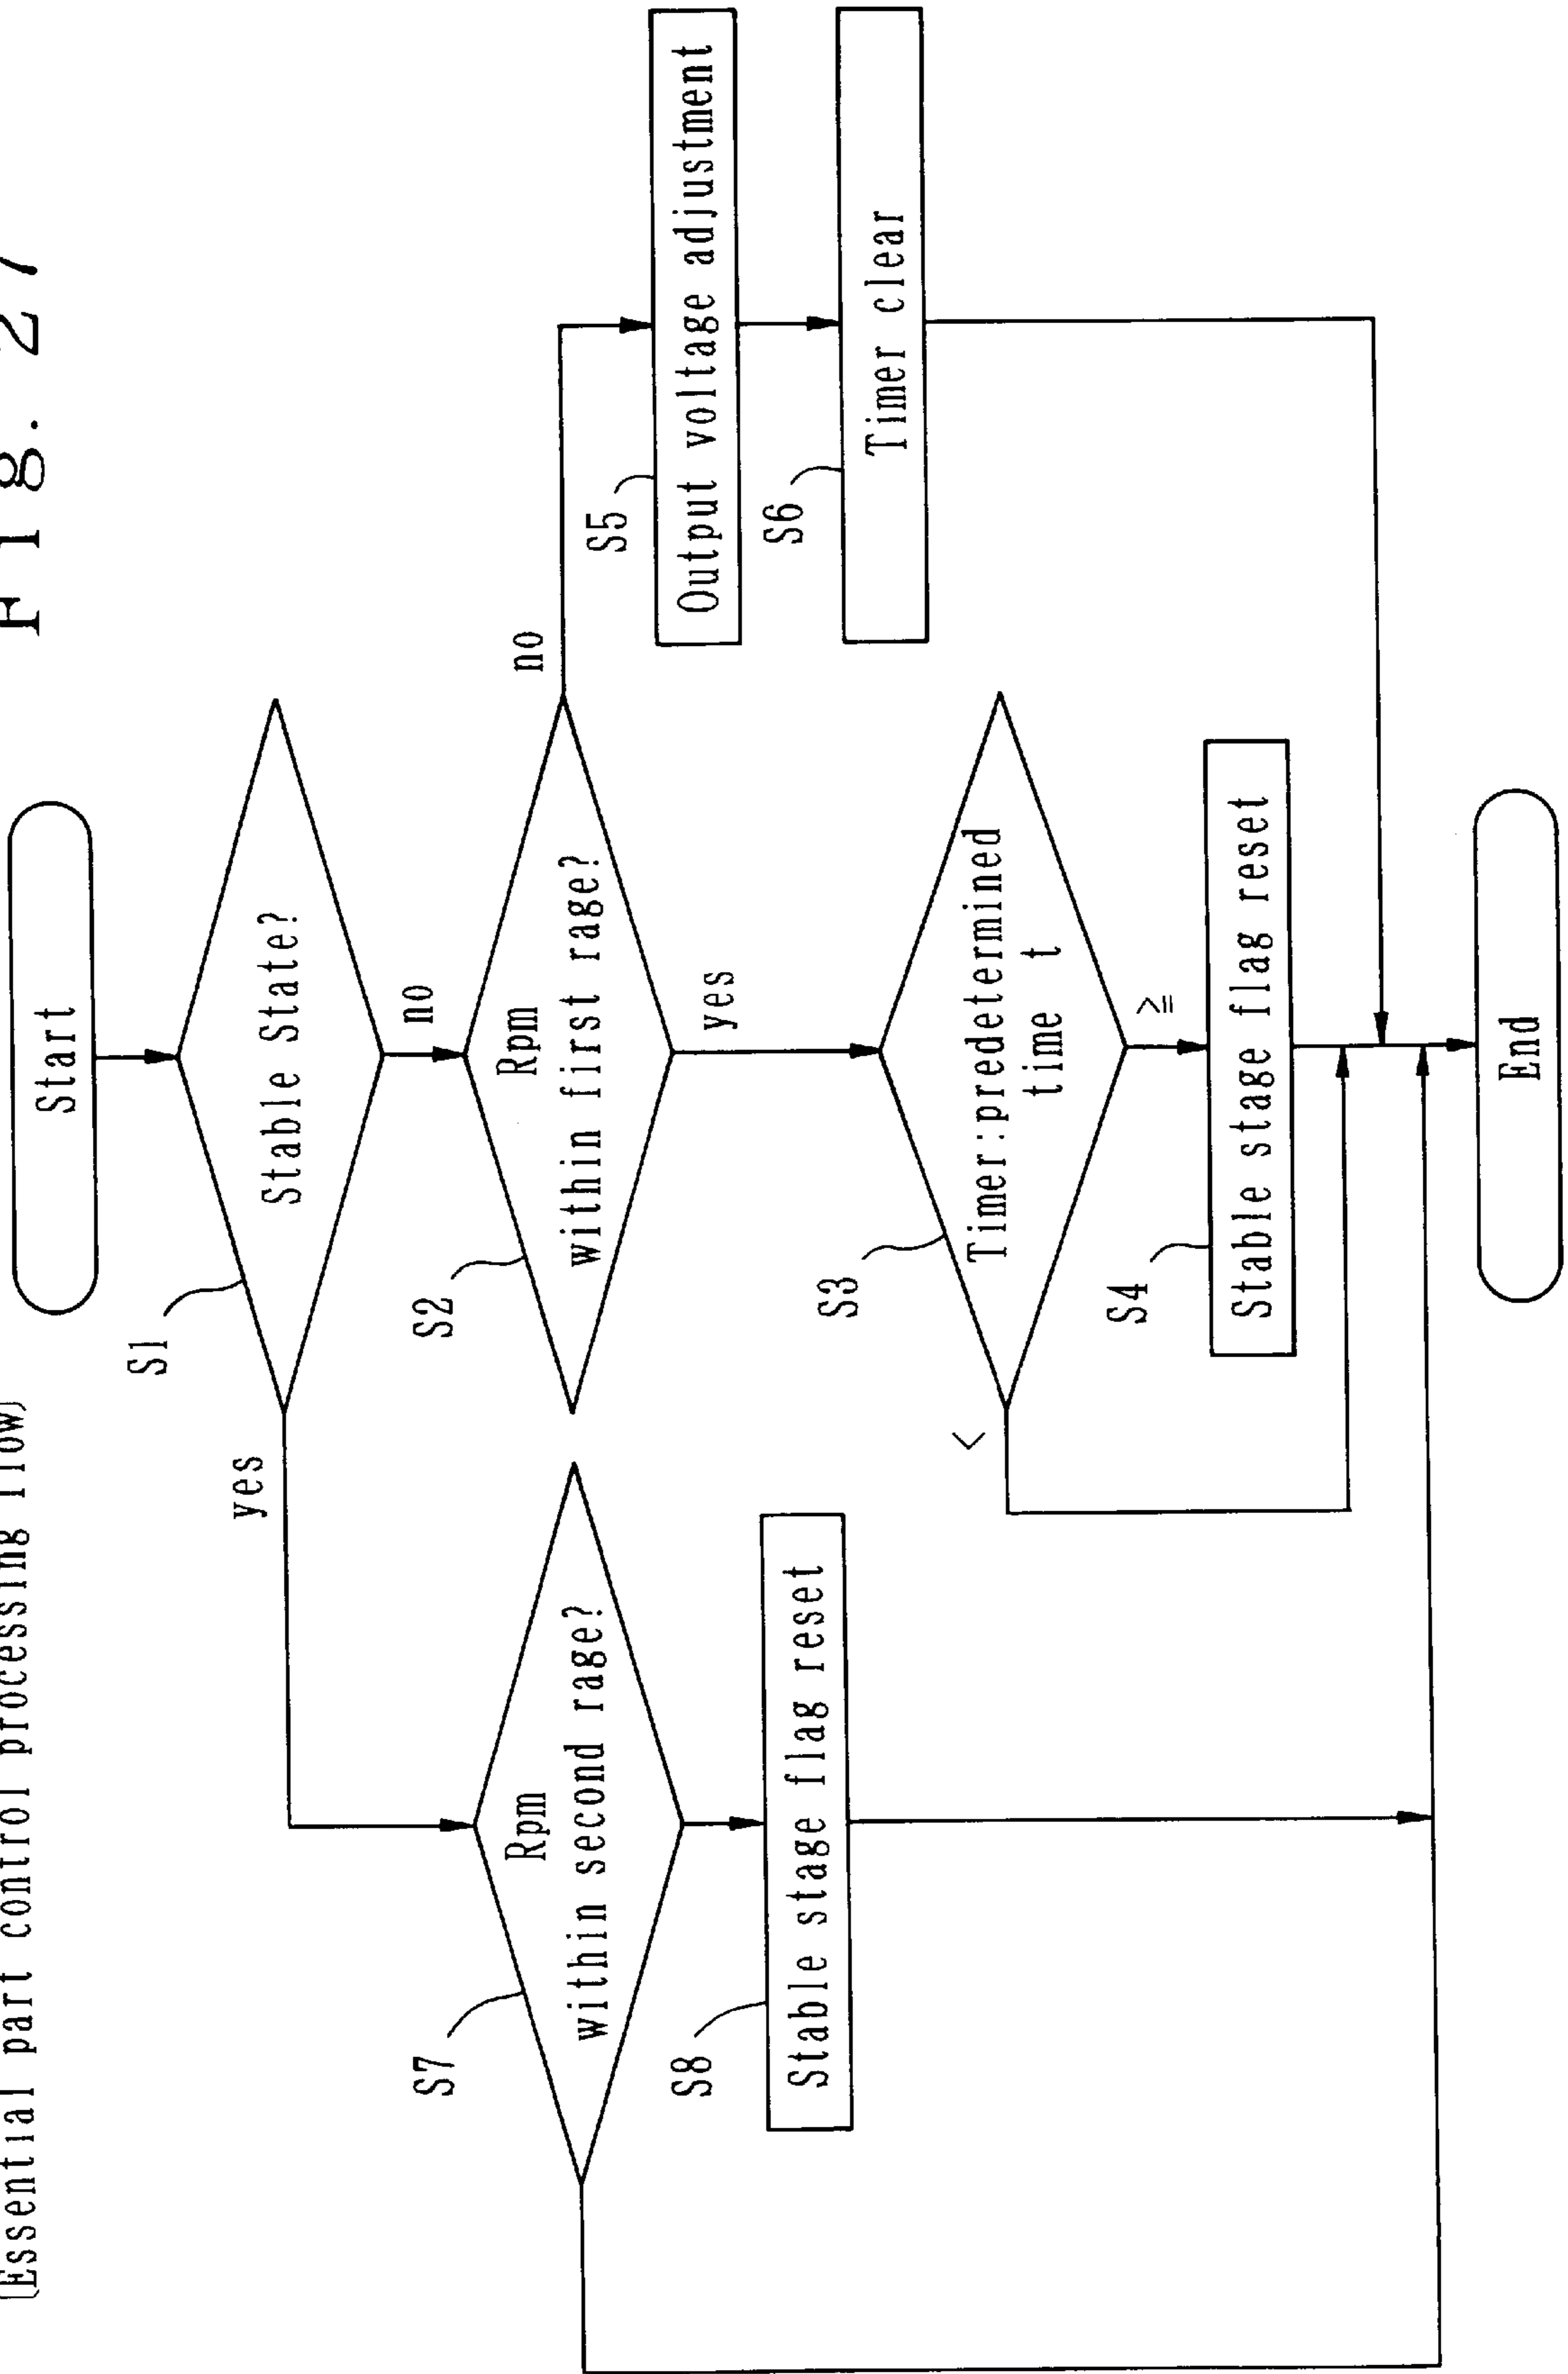 Fig. 27
(Essential part control processing flow)
Start
S1
Stable State?
yes
no
S2
Rpm
within first rage?
no
yes
S5
Output voltage adjustment
S6
Timer clear
S3
Timer:predetermined
time t
<
≥
S4
Stable stage flag reset
S7
Rpm
within second rage?
S8
Stable stage flag reset
End